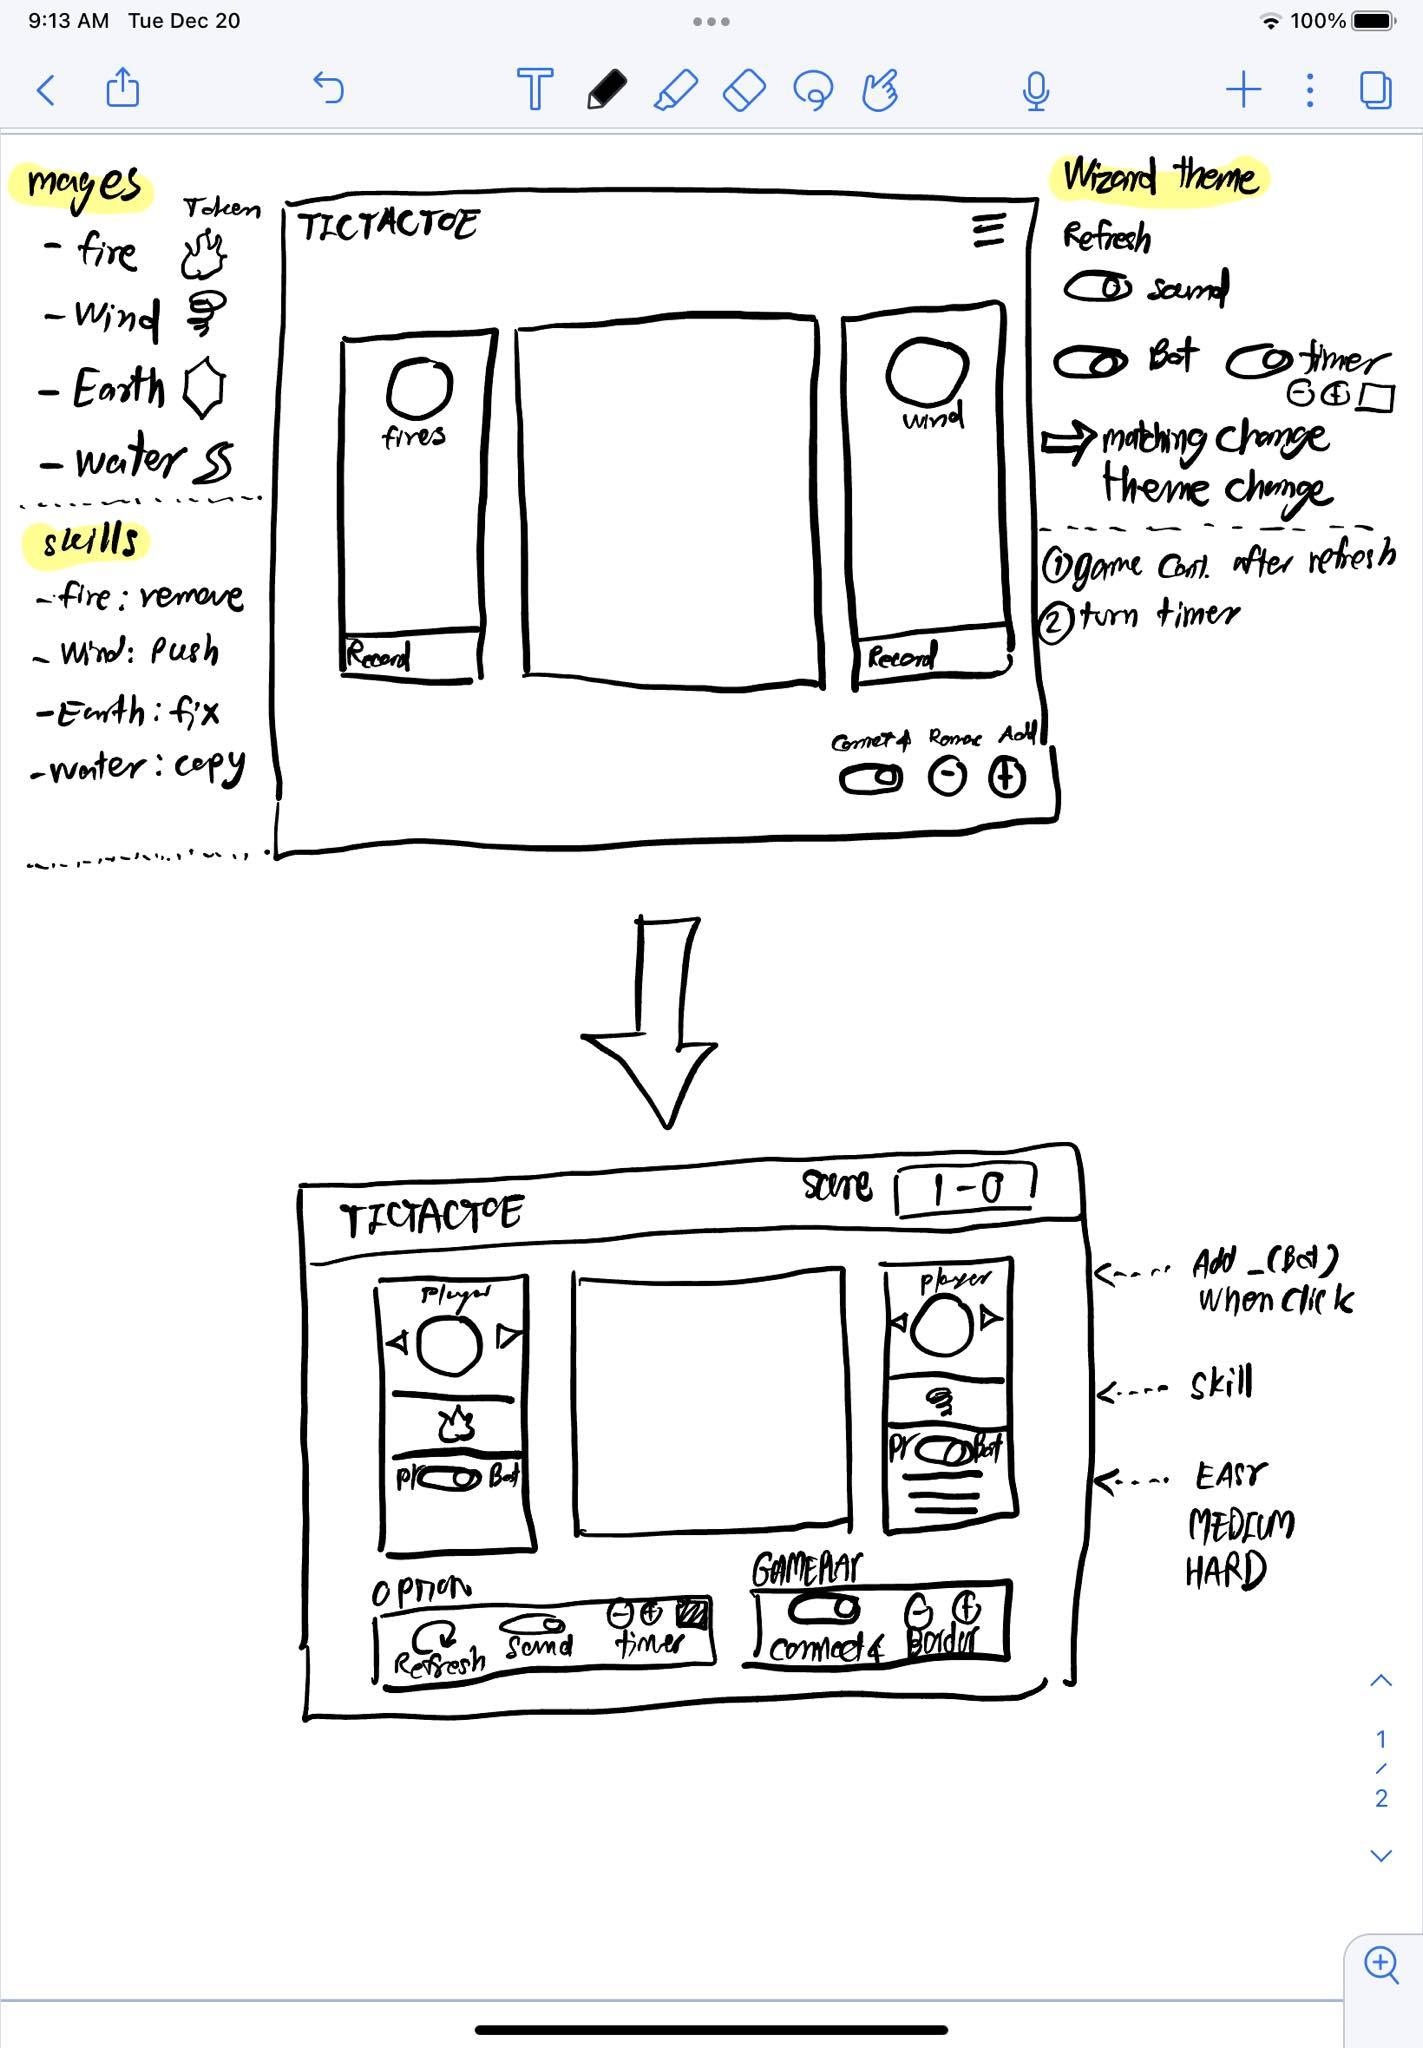 9:13 AM Tue Dec 20
100%
mages
Token
- fire
- Wind
- Earth
- water
skills
- fire: remove
- Wind: Push
- Earth: fix
- water: copy
TICTACTOE
fires
Record
wind
Record
Connect 4
Add
Wizard theme
Refresh
sound
Bot
timer
⇒ matching change
theme change
① game cont. after refresh
② turn timer
TICTACTOE
Score
1-0
player
Pl
Bot
player
Pl
Bot
Add _(Bot)
when click
skill
EASY
MEDIUM
HARD
OPTION
Refresh
Sound
timer
GAMEPLAY
connect 4
1
/
2